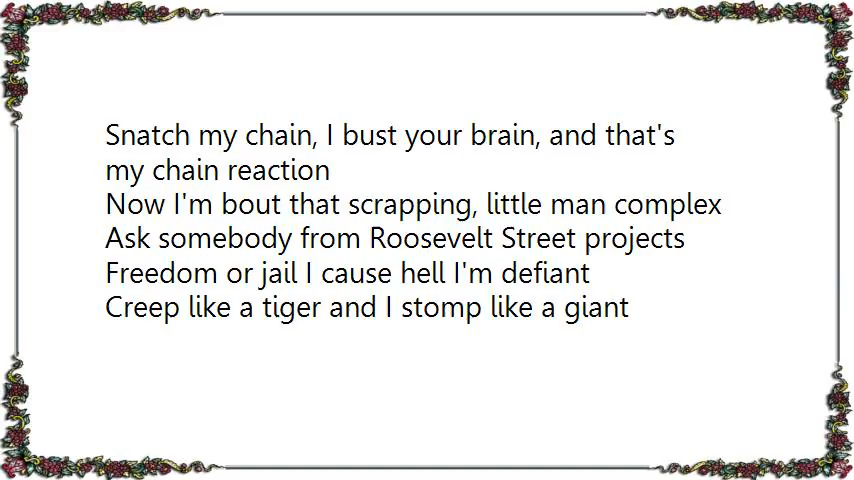 Snatch my chain, I bust your brain, and that's
my chain reaction
Now I'm bout that scrapping, little man complex
Ask somebody from Roosevelt Street projects
Freedom or jail I cause hell I'm defiant
Creep like a tiger and I stomp like a giant